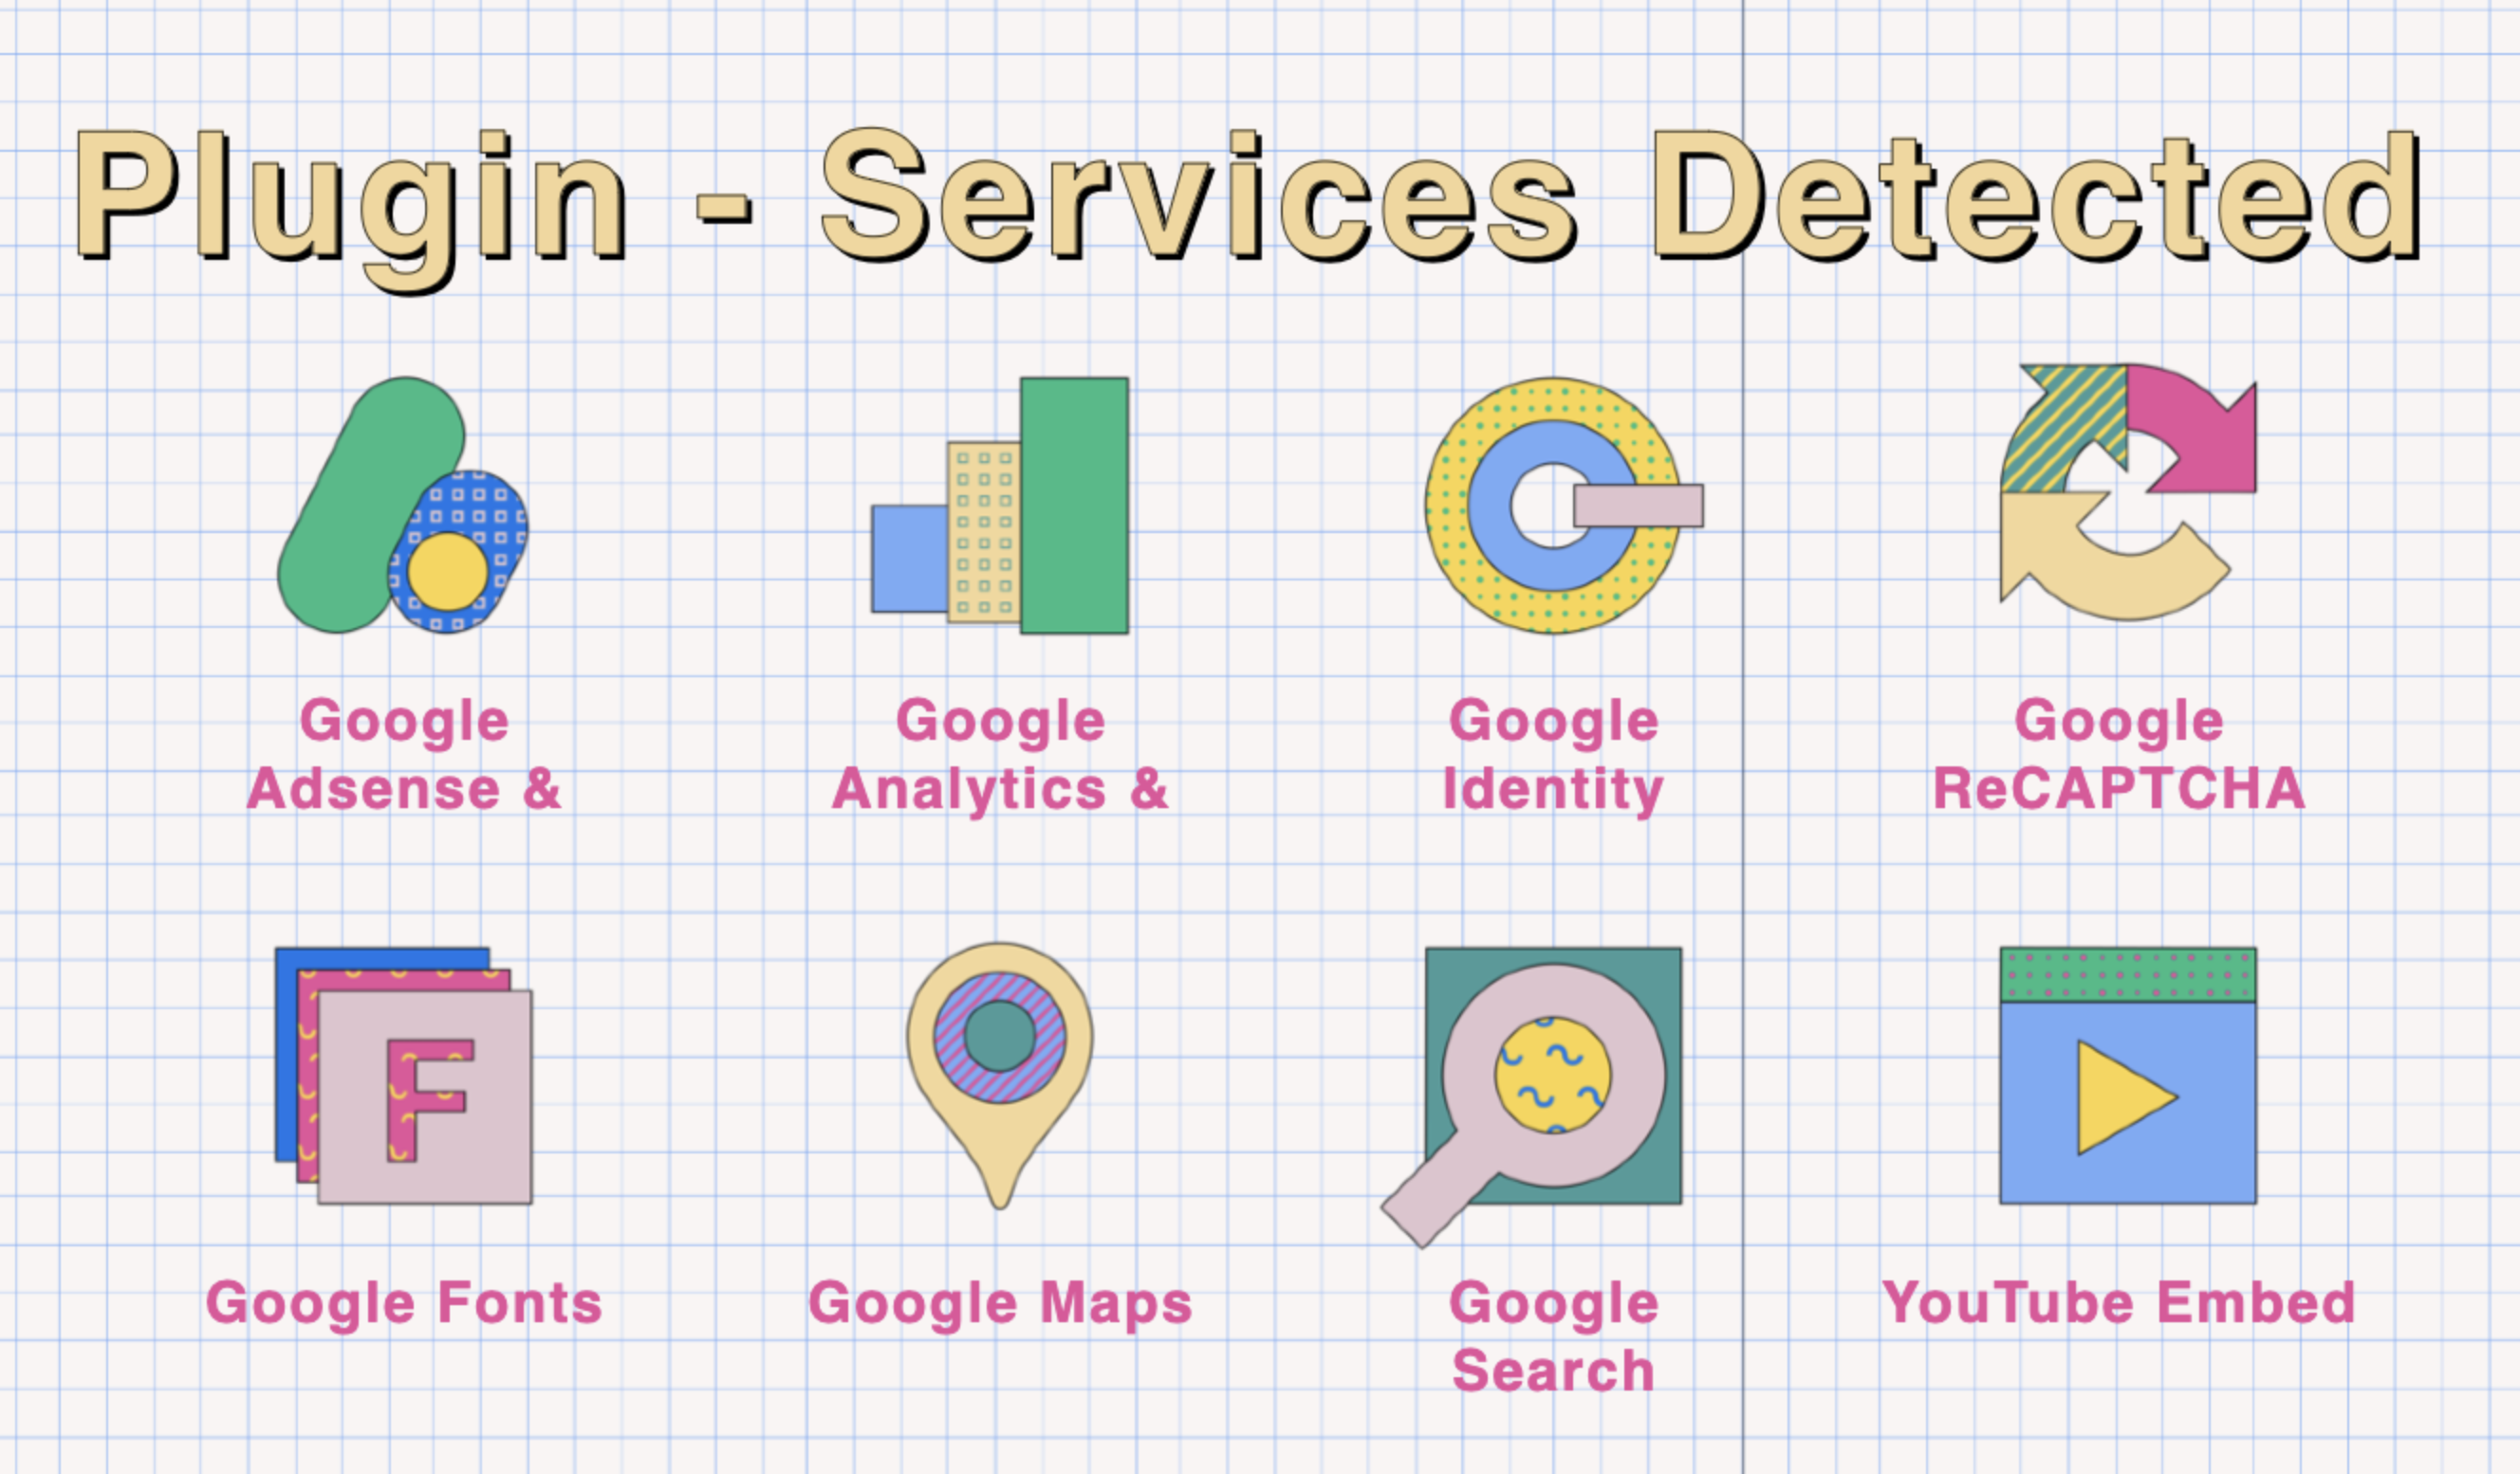 Plugin - Services Detected
Google
Adsense &
Google
Analytics &
Google
Identity
Google
ReCAPTCHA
F
Google Fonts
Google Maps
Google
Search
YouTube Embed